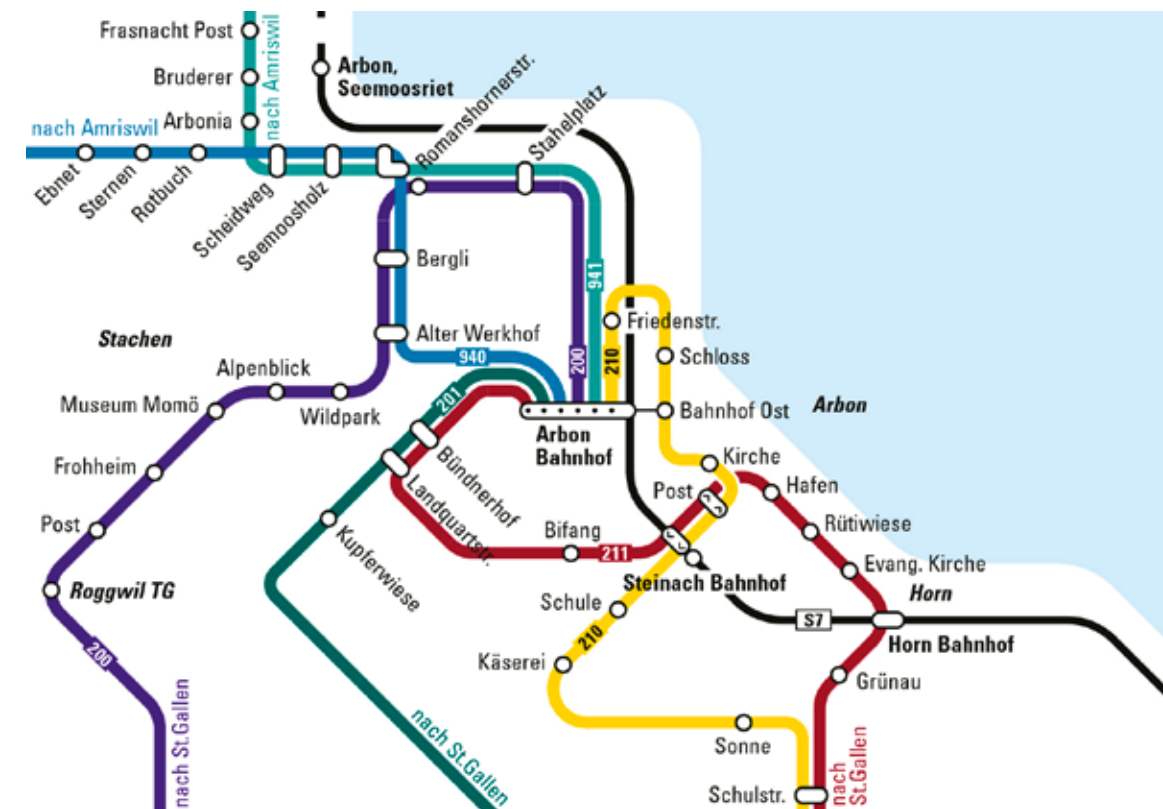 Frasnacht Post
nach Amriswil
Bruderer
Arbon,
Seemoosriet
Arbonia
nach Amriswil
Romanshornerstr.
Stahelplatz
Ebnet
Sternen
Rotbuch
Scheidweg
Seemoosholz
Bergli
941
Friedenstr.
Stachen
Alter Werkhof
940
200
210
Schloss
Alpenblick
Museum Momö
Wildpark
201
Arbon
Bahnhof
Bahnhof Ost
Arbon
Frohheim
Bündnerhof
Landquartstr.
Kirche
Post
Hafen
Post
Kupferwiese
Bifang
211
Rütiwiese
Steinach Bahnhof
Evang. Kirche
Roggwil TG
Schule
Horn
S7
210
Horn Bahnhof
200
Käserei
Grünau
nach St.Gallen
nach St.Gallen
Sonne
nach
St.Gallen
Schulstr.